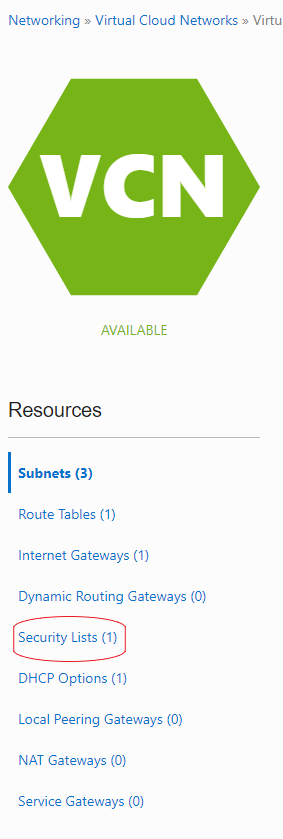 Networking » Virtual Cloud Networks » Virtu
VCN
AVAILABLE
Resources
Subnets (3)
Route Tables (1)
Internet Gateways (1)
Dynamic Routing Gateways (0)
Security Lists (1)
DHCP Options (1)
Local Peering Gateways (0)
NAT Gateways (0)
Service Gateways (0)